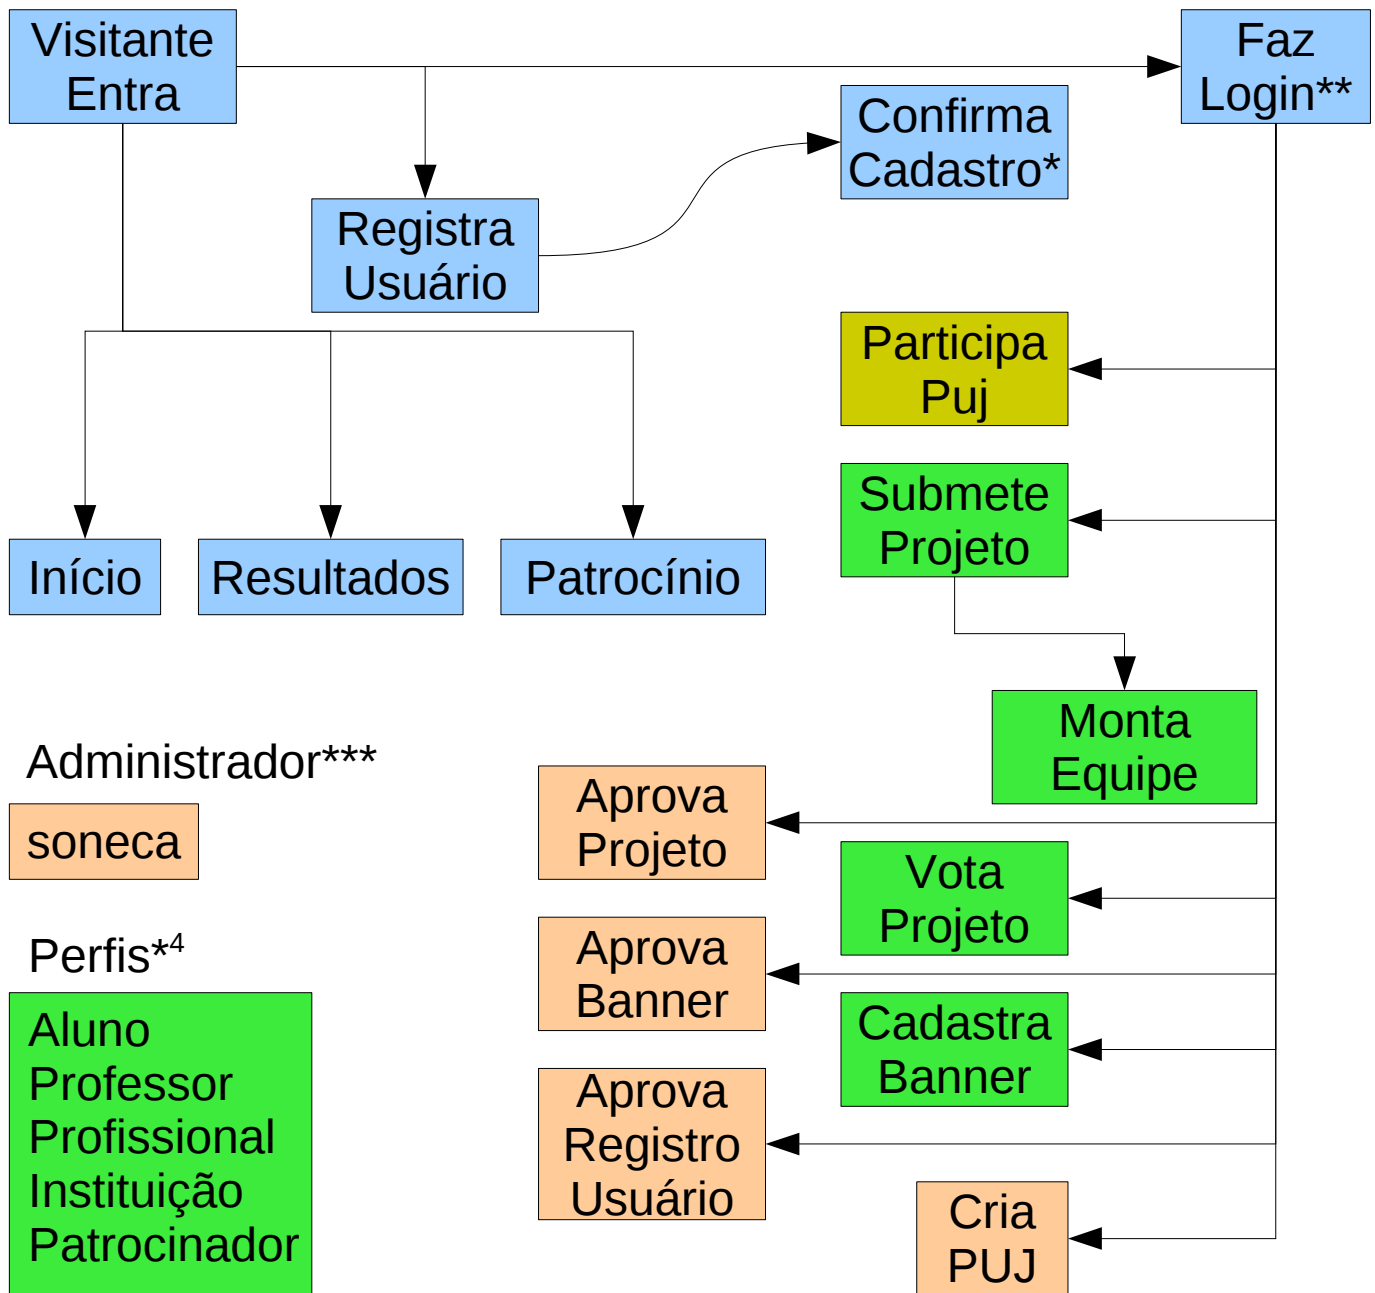 Visitante
Entra
Faz
Login**
Confirma
Cadastro*
Registra
Usuário
Participa
Puj
Submete
Projeto
Início
Resultados
Patrocínio
Monta
Equipe
Administrador***
soneca
Aprova
Projeto
Vota
Projeto
Perfis*⁴
Aprova
Banner
Aluno
Professor
Profissional
Instituição
Patrocinador
Cadastra
Banner
Aprova
Registro
Usuário
Cria
PUJ